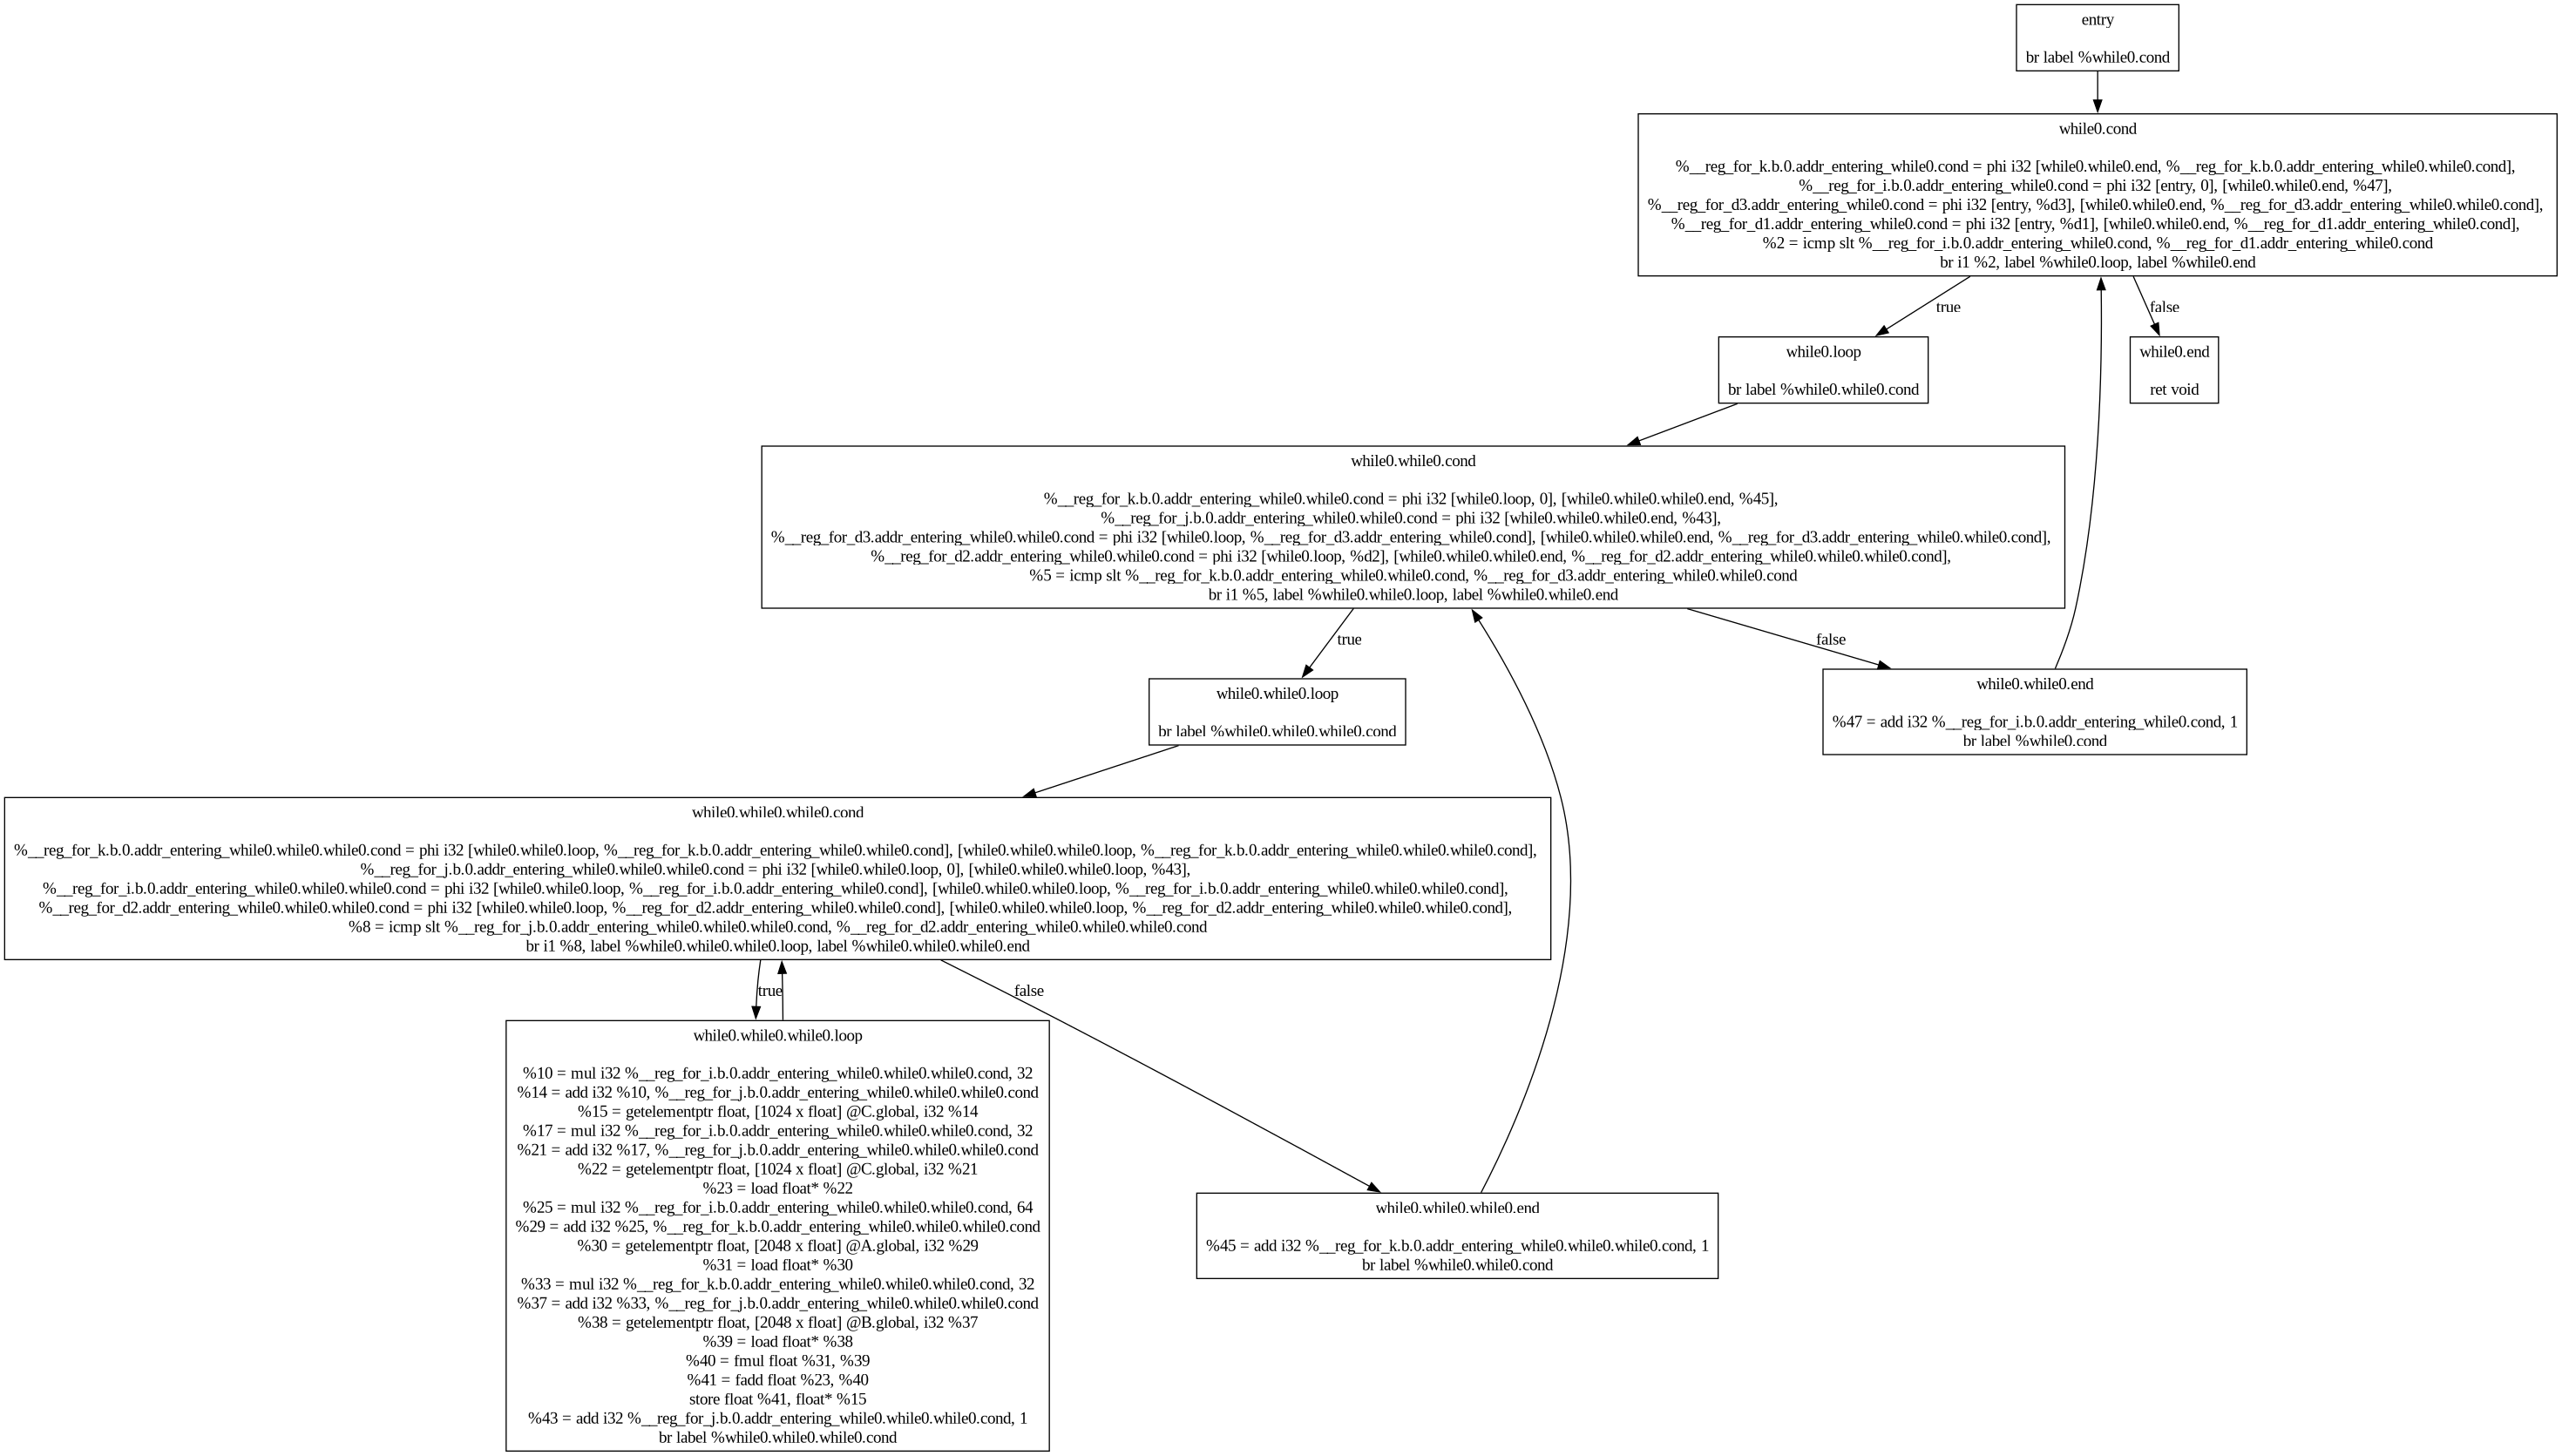 entry
br label %while0.cond
while0.cond
%__reg_for_k.b.0.addr_entering_while0.cond = phi i32 [while0.while0.end, %__reg_for_k.b.0.addr_entering_while0.while0.cond],
%__reg_for_i.b.0.addr_entering_while0.cond = phi i32 [entry, 0], [while0.while0.end, %47],
%__reg_for_d3.addr_entering_while0.cond = phi i32 [entry, %d3], [while0.while0.end, %__reg_for_d3.addr_entering_while0.while0.cond],
%__reg_for_d1.addr_entering_while0.cond = phi i32 [entry, %d1], [while0.while0.end, %__reg_for_d1.addr_entering_while0.cond],
%2 = icmp slt %__reg_for_i.b.0.addr_entering_while0.cond, %__reg_for_d1.addr_entering_while0.cond
br i1 %2, label %while0.loop, label %while0.end
true
false
while0.loop
br label %while0.while0.cond
while0.end
ret void
while0.while0.cond
%__reg_for_k.b.0.addr_entering_while0.while0.cond = phi i32 [while0.loop, 0], [while0.while0.while0.end, %45],
%__reg_for_j.b.0.addr_entering_while0.while0.cond = phi i32 [while0.while0.while0.end, %43],
%__reg_for_d3.addr_entering_while0.while0.cond = phi i32 [while0.loop, %__reg_for_d3.addr_entering_while0.cond], [while0.while0.while0.end, %__reg_for_d3.addr_entering_while0.while0.cond],
%__reg_for_d2.addr_entering_while0.while0.cond = phi i32 [while0.loop, %d2], [while0.while0.while0.end, %__reg_for_d2.addr_entering_while0.while0.while0.cond],
%5 = icmp slt %__reg_for_k.b.0.addr_entering_while0.while0.cond, %__reg_for_d3.addr_entering_while0.while0.cond
br i1 %5, label %while0.while0.loop, label %while0.while0.end
true
false
while0.while0.loop
br label %while0.while0.while0.cond
while0.while0.end
%47 = add i32 %__reg_for_i.b.0.addr_entering_while0.cond, 1
br label %while0.cond
while0.while0.while0.cond
%__reg_for_k.b.0.addr_entering_while0.while0.while0.cond = phi i32 [while0.while0.loop, %__reg_for_k.b.0.addr_entering_while0.while0.cond], [while0.while0.while0.loop, %__reg_for_k.b.0.addr_entering_while0.while0.while0.cond],
%__reg_for_j.b.0.addr_entering_while0.while0.while0.cond = phi i32 [while0.while0.loop, 0], [while0.while0.while0.loop, %43],
%__reg_for_i.b.0.addr_entering_while0.while0.while0.cond = phi i32 [while0.while0.loop, %__reg_for_i.b.0.addr_entering_while0.cond], [while0.while0.while0.loop, %__reg_for_i.b.0.addr_entering_while0.while0.while0.cond],
%__reg_for_d2.addr_entering_while0.while0.while0.cond = phi i32 [while0.while0.loop, %__reg_for_d2.addr_entering_while0.while0.cond], [while0.while0.while0.loop, %__reg_for_d2.addr_entering_while0.while0.while0.cond],
%8 = icmp slt %__reg_for_j.b.0.addr_entering_while0.while0.while0.cond, %__reg_for_d2.addr_entering_while0.while0.while0.cond
br i1 %8, label %while0.while0.while0.loop, label %while0.while0.while0.end
true
false
while0.while0.while0.loop
%10 = mul i32 %__reg_for_i.b.0.addr_entering_while0.while0.while0.cond, 32
%14 = add i32 %10, %__reg_for_j.b.0.addr_entering_while0.while0.while0.cond
%15 = getelementptr float, [1024 x float] @C.global, i32 %14
%17 = mul i32 %__reg_for_i.b.0.addr_entering_while0.while0.while0.cond, 32
%21 = add i32 %17, %__reg_for_j.b.0.addr_entering_while0.while0.while0.cond
%22 = getelementptr float, [1024 x float] @C.global, i32 %21
%23 = load float* %22
%25 = mul i32 %__reg_for_i.b.0.addr_entering_while0.while0.while0.cond, 64
%29 = add i32 %25, %__reg_for_k.b.0.addr_entering_while0.while0.while0.cond
%30 = getelementptr float, [2048 x float] @A.global, i32 %29
%31 = load float* %30
%33 = mul i32 %__reg_for_k.b.0.addr_entering_while0.while0.while0.cond, 32
%37 = add i32 %33, %__reg_for_j.b.0.addr_entering_while0.while0.while0.cond
%38 = getelementptr float, [2048 x float] @B.global, i32 %37
%39 = load float* %38
%40 = fmul float %31, %39
%41 = fadd float %23, %40
store float %41, float* %15
%43 = add i32 %__reg_for_j.b.0.addr_entering_while0.while0.while0.cond, 1
br label %while0.while0.while0.cond
while0.while0.while0.end
%45 = add i32 %__reg_for_k.b.0.addr_entering_while0.while0.while0.cond, 1
br label %while0.while0.cond